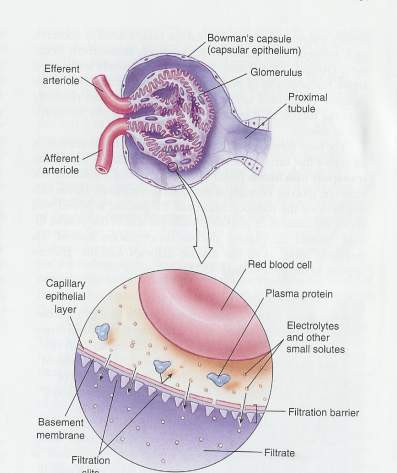 Bowman's capsule
(capsular epithelium)
Efferent
arteriole
Glomerulus
Proximal
tubule
Afferent
arteriole
Red blood cell
Capillary
epithelial
layer
Plasma protein
Electrolytes
and other
small solutes
Filtration barrier
Basement
membrane
Filtrate
Filtration
slits